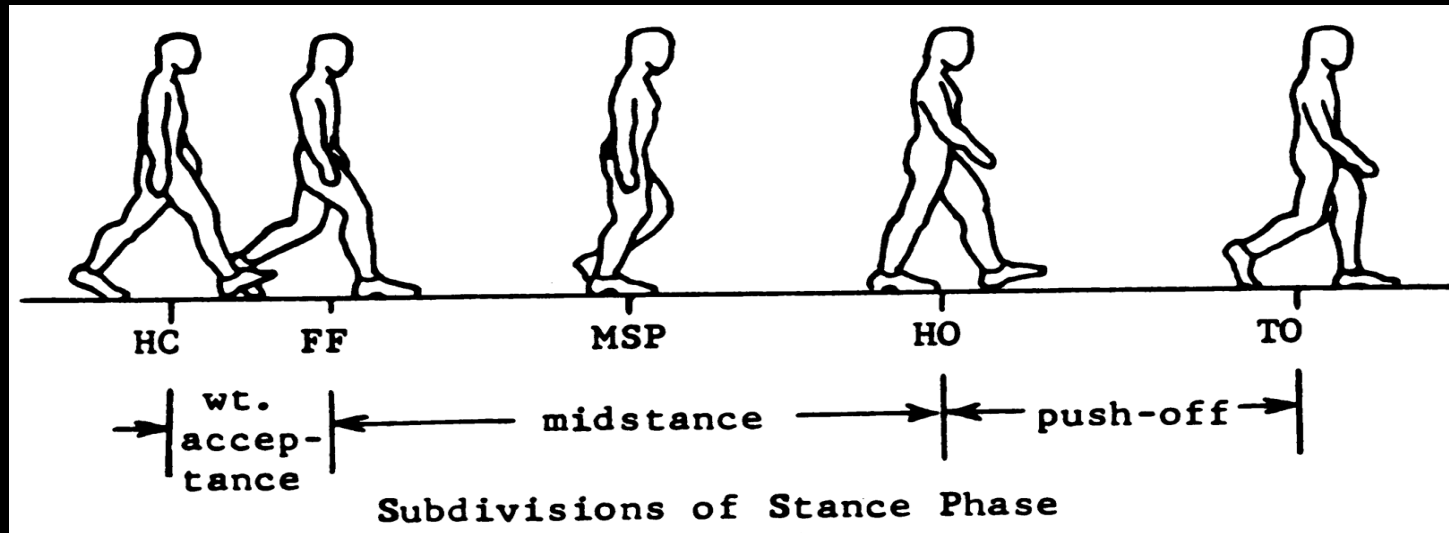 HC FF MSP HO TO
wt.
accep-
tance
midstance
push-off
Subdivisions of Stance Phase